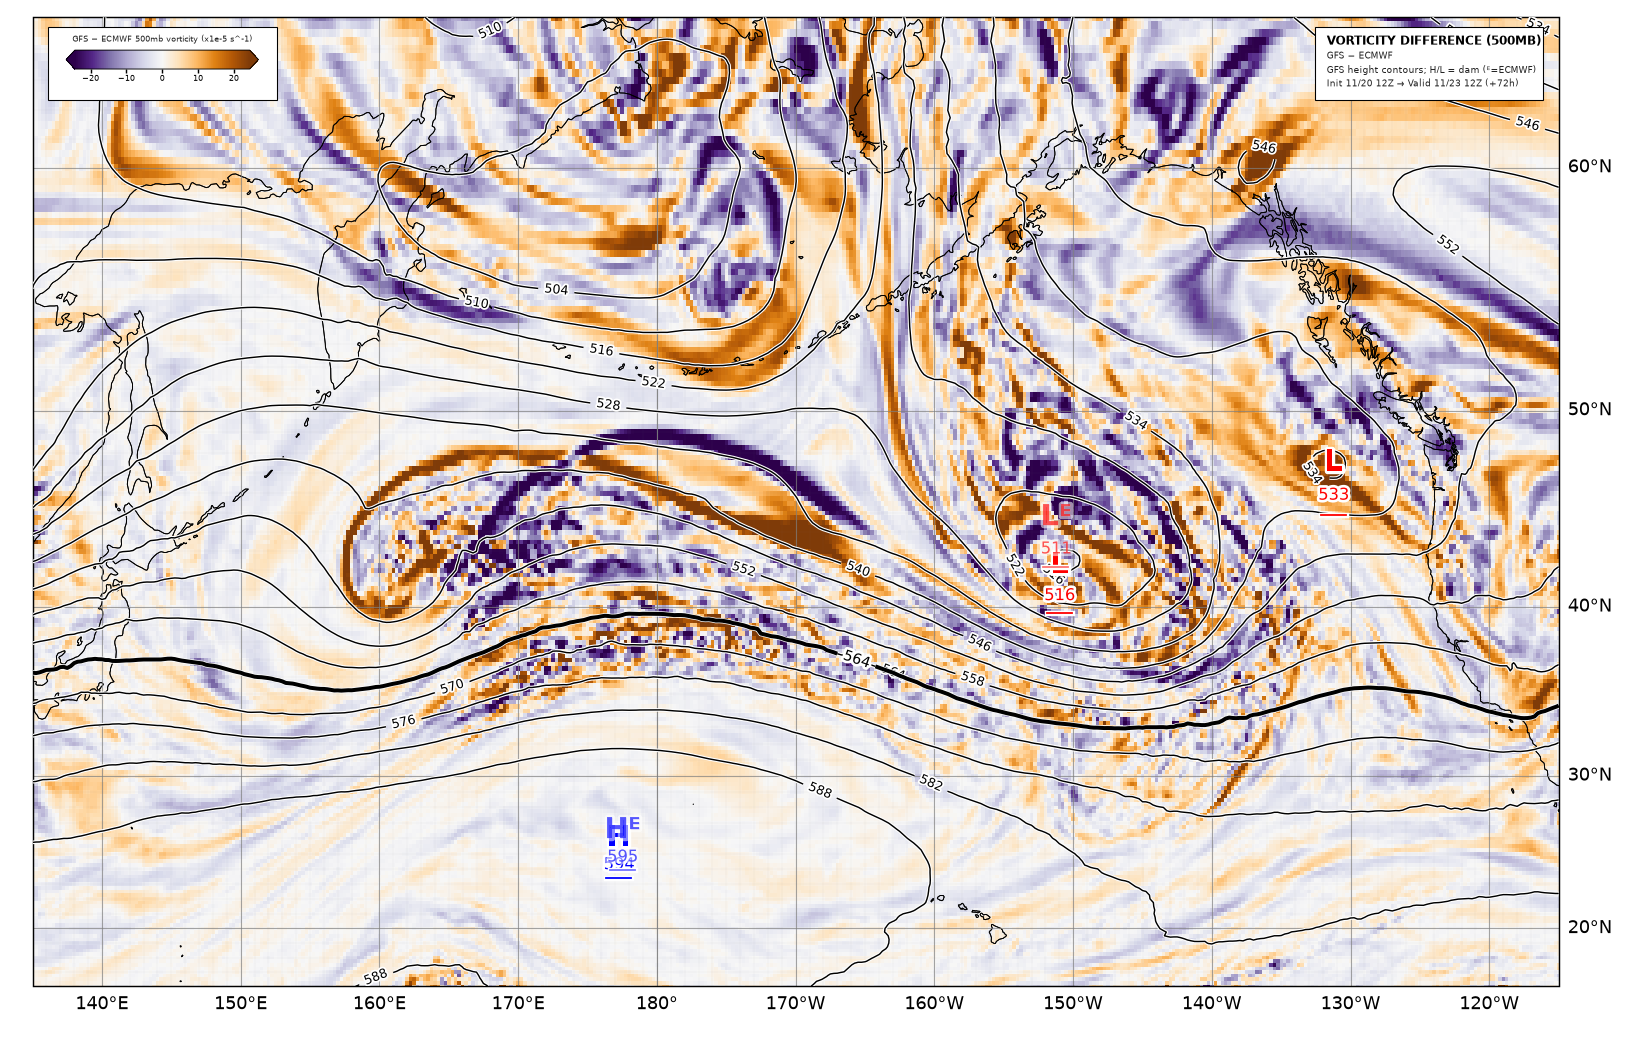 GFS − ECMWF 500mb vorticity (x1e-5 s^-1)
−20 −10 0 10 20
VORTICITY DIFFERENCE (500MB)
GFS − ECMWF
GFS height contours; H/L = dam (ᴱ=ECMWF)
Init 11/20 12Z → Valid 11/23 12Z (+72h)
510
534
546
546
552
504
510
516
522
528
534
534
L
533
L E
511
L
522
516
540
552
546
564
558
570
576
582
588
H E
H
595
594
588
60°N
50°N
40°N
30°N
20°N
140°E 150°E 160°E 170°E 180° 170°W 160°W 150°W 140°W 130°W 120°W